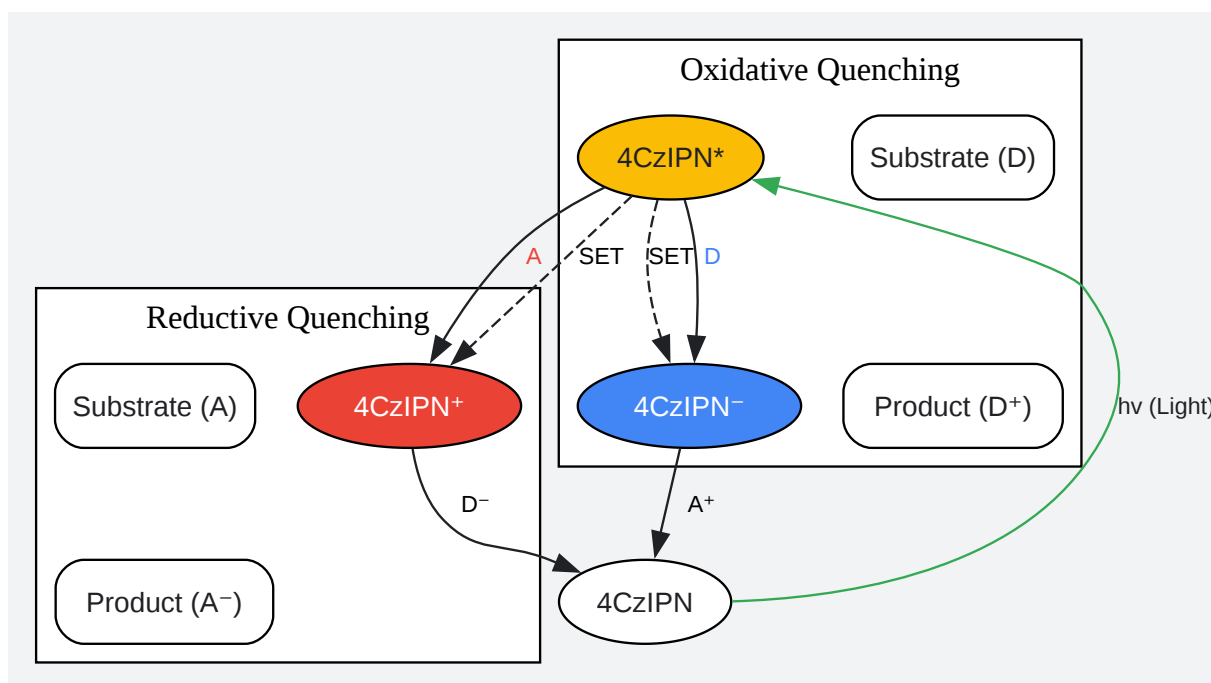 Oxidative Quenching
4CzIPN*
Substrate (D)
A
SET
SET
D
Reductive Quenching
Substrate (A)
4CzIPN⁺
4CzIPN⁻
Product (D⁺)
hv (Light)
D⁻
A⁺
Product (A⁻)
4CzIPN